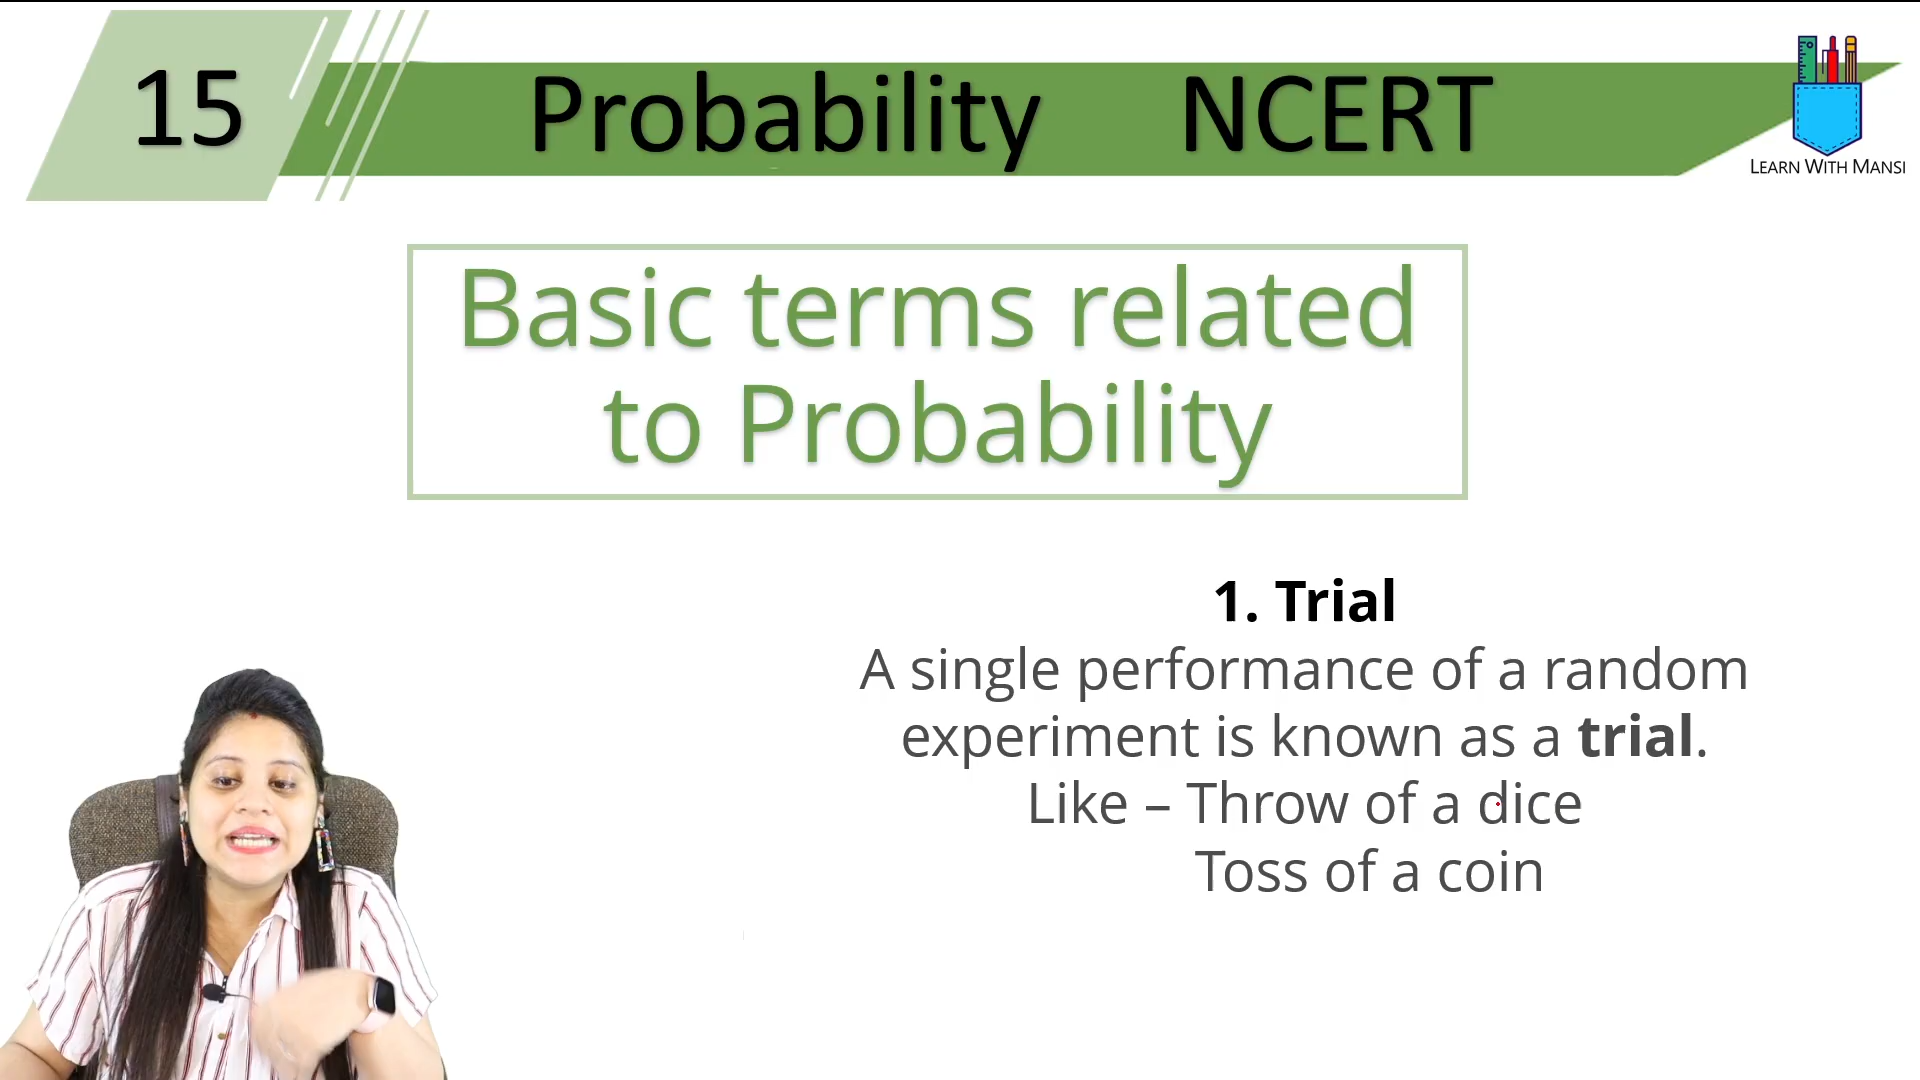 15
Probability NCERT
LEARN WITH MANSI
Basic terms related
to Probability
1. Trial
A single performance of a random
experiment is known as a trial.
Like – Throw of a dice
Toss of a coin